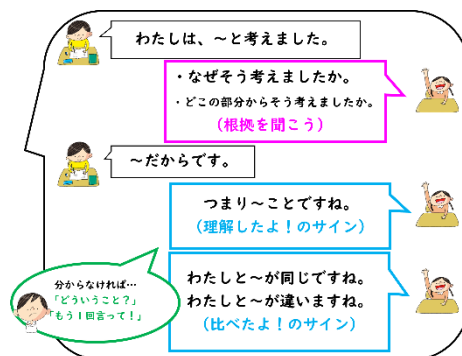 わたしは、～と考えました。
・なぜそう考えましたか。
・どこの部分からそう考えましたか。
（根拠を聞こう）
～だからです。
つまり～ことですね。
（理解したよ！のサイン）
わたしと～が同じですね。
わたしと～が違いますね。
（比べたよ！のサイン）
分からなければ…
「どういうこと？」
「もう１回言って！」